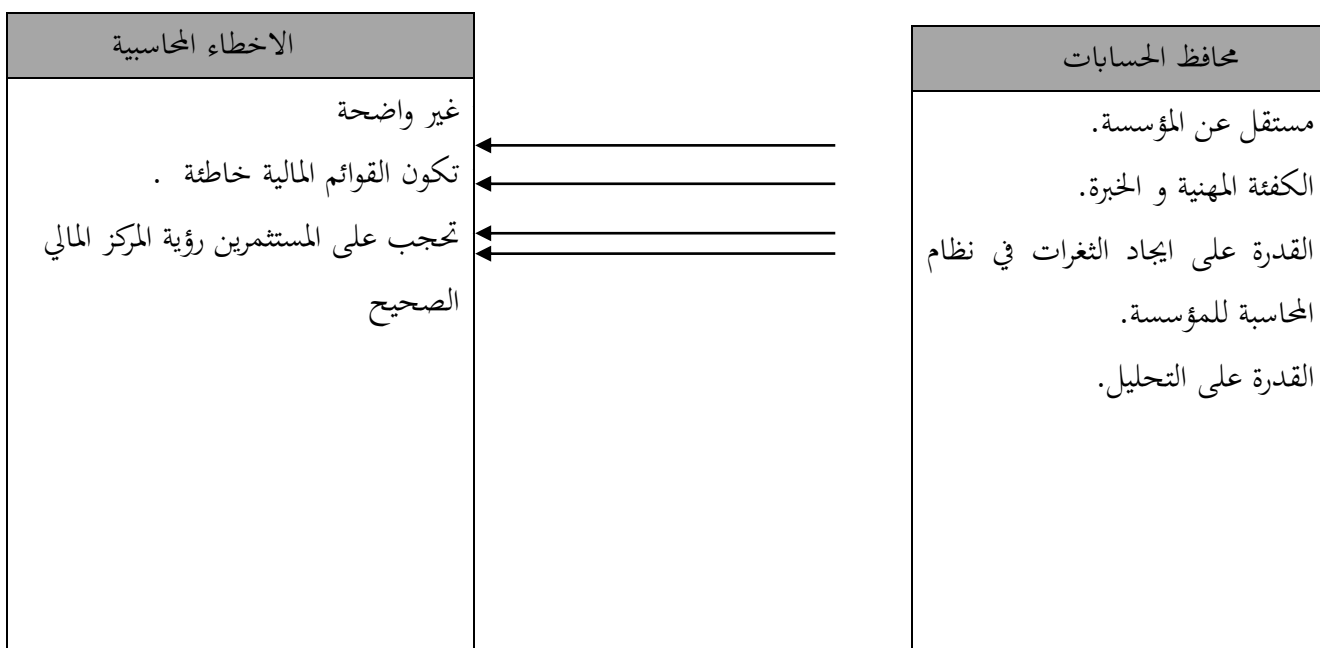 محافظ الحسابات
مستقل عن المؤسسة.
الكفئة المهنية و الخبرة.
القدرة على ايجاد الثغرات في نظام
المحاسبة للمؤسسة.
القدرة على التحليل.
الاخطاء المحاسبية
غير واضحة
تكون القوائم المالية خاطئة .
تحجب على المستثمرين رؤية المركز المالي
الصحيح